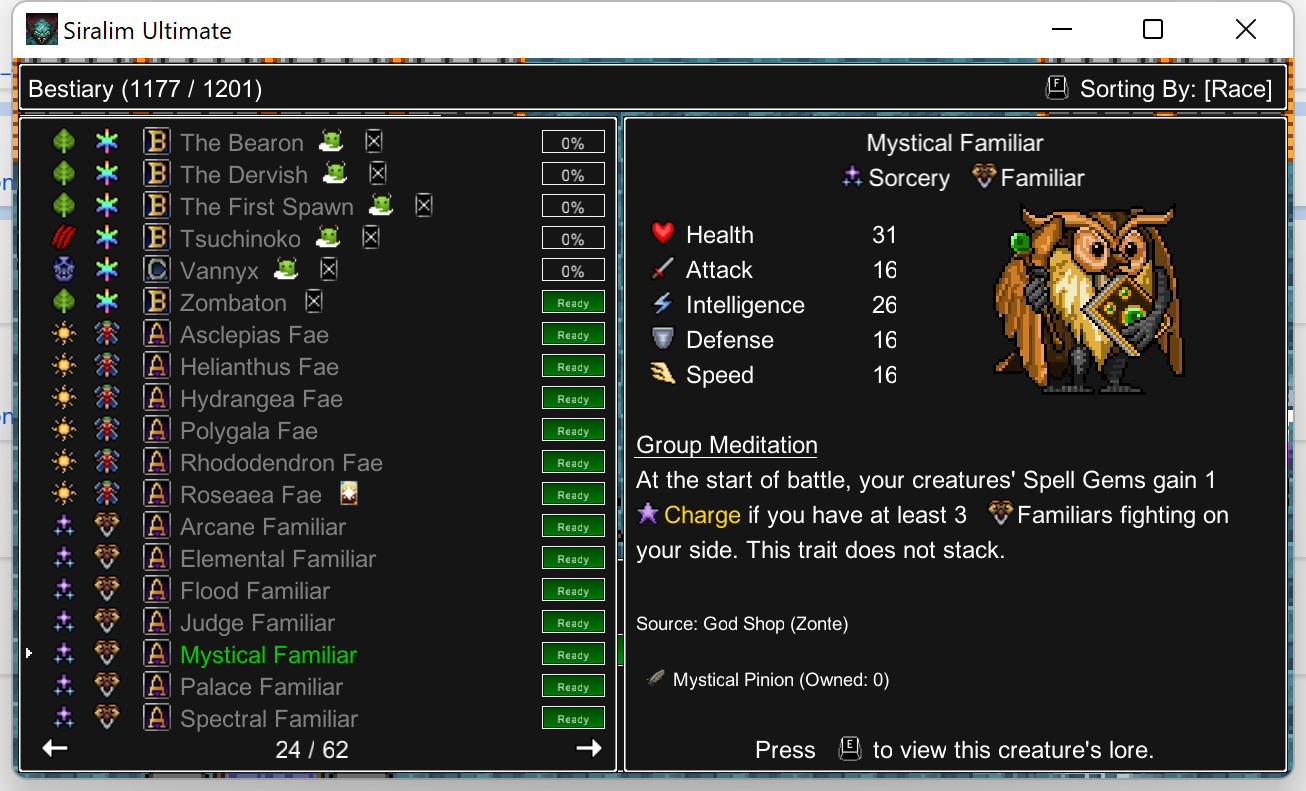 Siralim Ultimate
Bestiary (1177 / 1201)
F
Sorting By: [Race]
B The Bearon 0%
B The Dervish 0%
B The First Spawn 0%
B Tsuchinoko 0%
C Vannyx 0%
B Zombaton Ready
A Asclepias Fae Ready
A Helianthus Fae Ready
A Hydrangea Fae Ready
A Polygala Fae Ready
A Rhododendron Fae Ready
A Roseaea Fae Ready
A Arcane Familiar Ready
A Elemental Familiar Ready
A Flood Familiar Ready
A Judge Familiar Ready
A Mystical Familiar Ready
A Palace Familiar Ready
A Spectral Familiar Ready
24 / 62
Mystical Familiar
Sorcery Familiar
Health 31
Attack 16
Intelligence 26
Defense 16
Speed 16
Group Meditation
At the start of battle, your creatures' Spell Gems gain 1
Charge if you have at least 3 Familiars fighting on
your side. This trait does not stack.
Source: God Shop (Zonte)
Mystical Pinion (Owned: 0)
Press E to view this creature's lore.